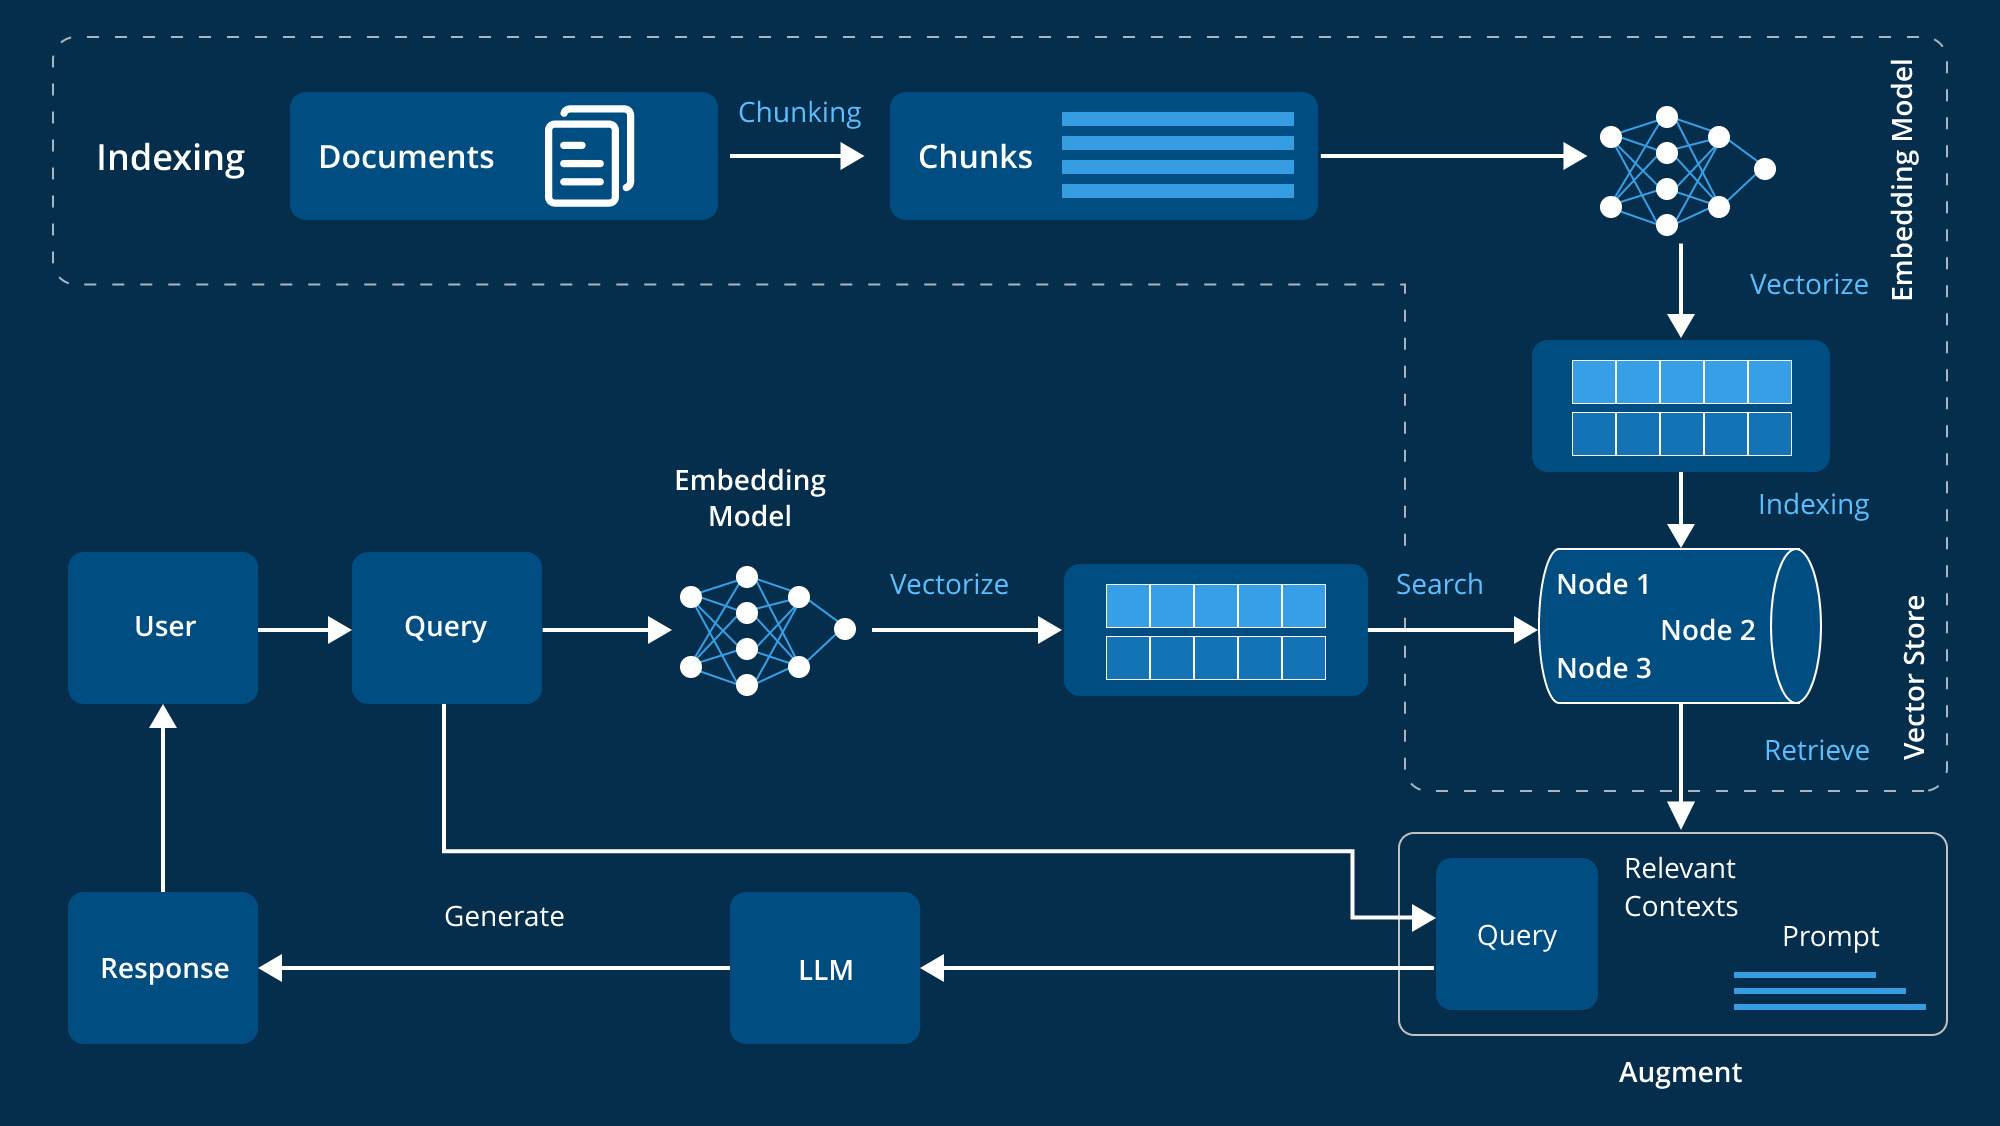 Indexing
Documents
Chunking
Chunks
Embedding Model
Vectorize
Indexing
Embedding
Model
User
Query
Vectorize
Search
Node 1
Node 2
Node 3
Vector Store
Retrieve
Response
Generate
LLM
Query
Relevant
Contexts
Prompt
Augment